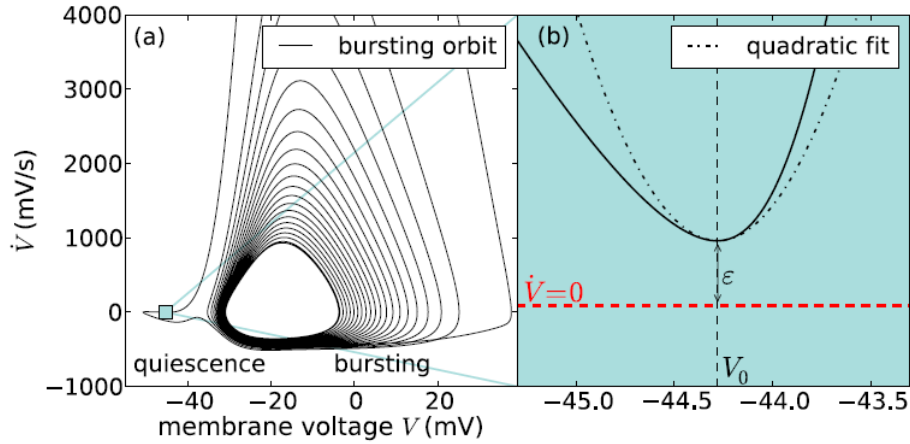 (a)
bursting orbit
(b)
quadratic fit
4000
3000
2000
1000
0
−1000
V̇ (mV/s)
quiescence
bursting
−40
−20
0
20
membrane voltage V (mV)
V̇=0
ε
V₀
−45.0
−44.5
−44.0
−43.5